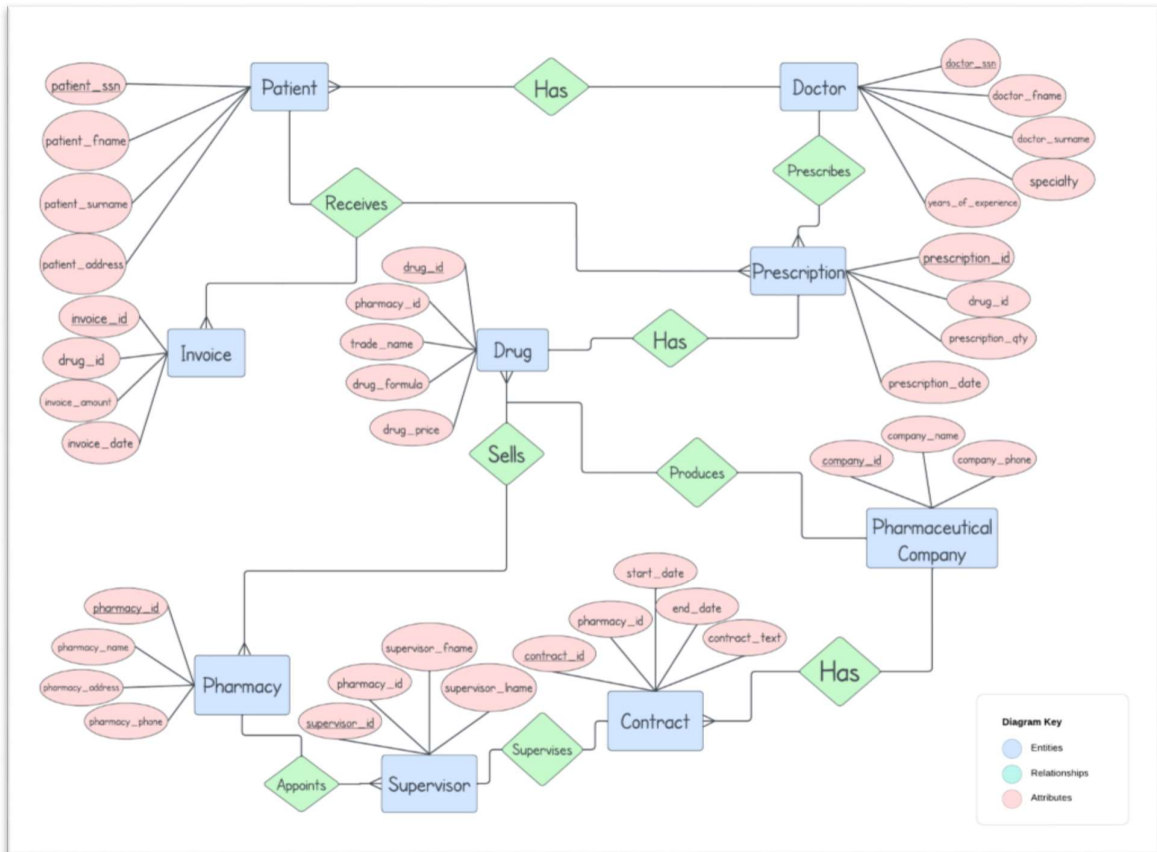 Patient
Has
Doctor
patient_ssn
patient_fname
patient_surname
patient_address
doctor_ssn
doctor_fname
doctor_surname
specialty
years_of_experience
Prescribes
Receives
Prescription
prescription_id
drug_id
prescription_qty
prescription_date
invoice_id
drug_id
invoice_amount
invoice_date
Invoice
drug_id
pharmacy_id
trade_name
drug_formula
drug_price
Drug
Has
Sells
Produces
company_id
company_name
company_phone
Pharmaceutical
Company
pharmacy_id
pharmacy_name
pharmacy_address
pharmacy_phone
Pharmacy
Appoints
supervisor_id
pharmacy_id
supervisor_fname
supervisor_lname
Supervisor
Supervises
contract_id
pharmacy_id
start_date
end_date
contract_text
Contract
Has
Diagram Key
Entities
Relationships
Attributes